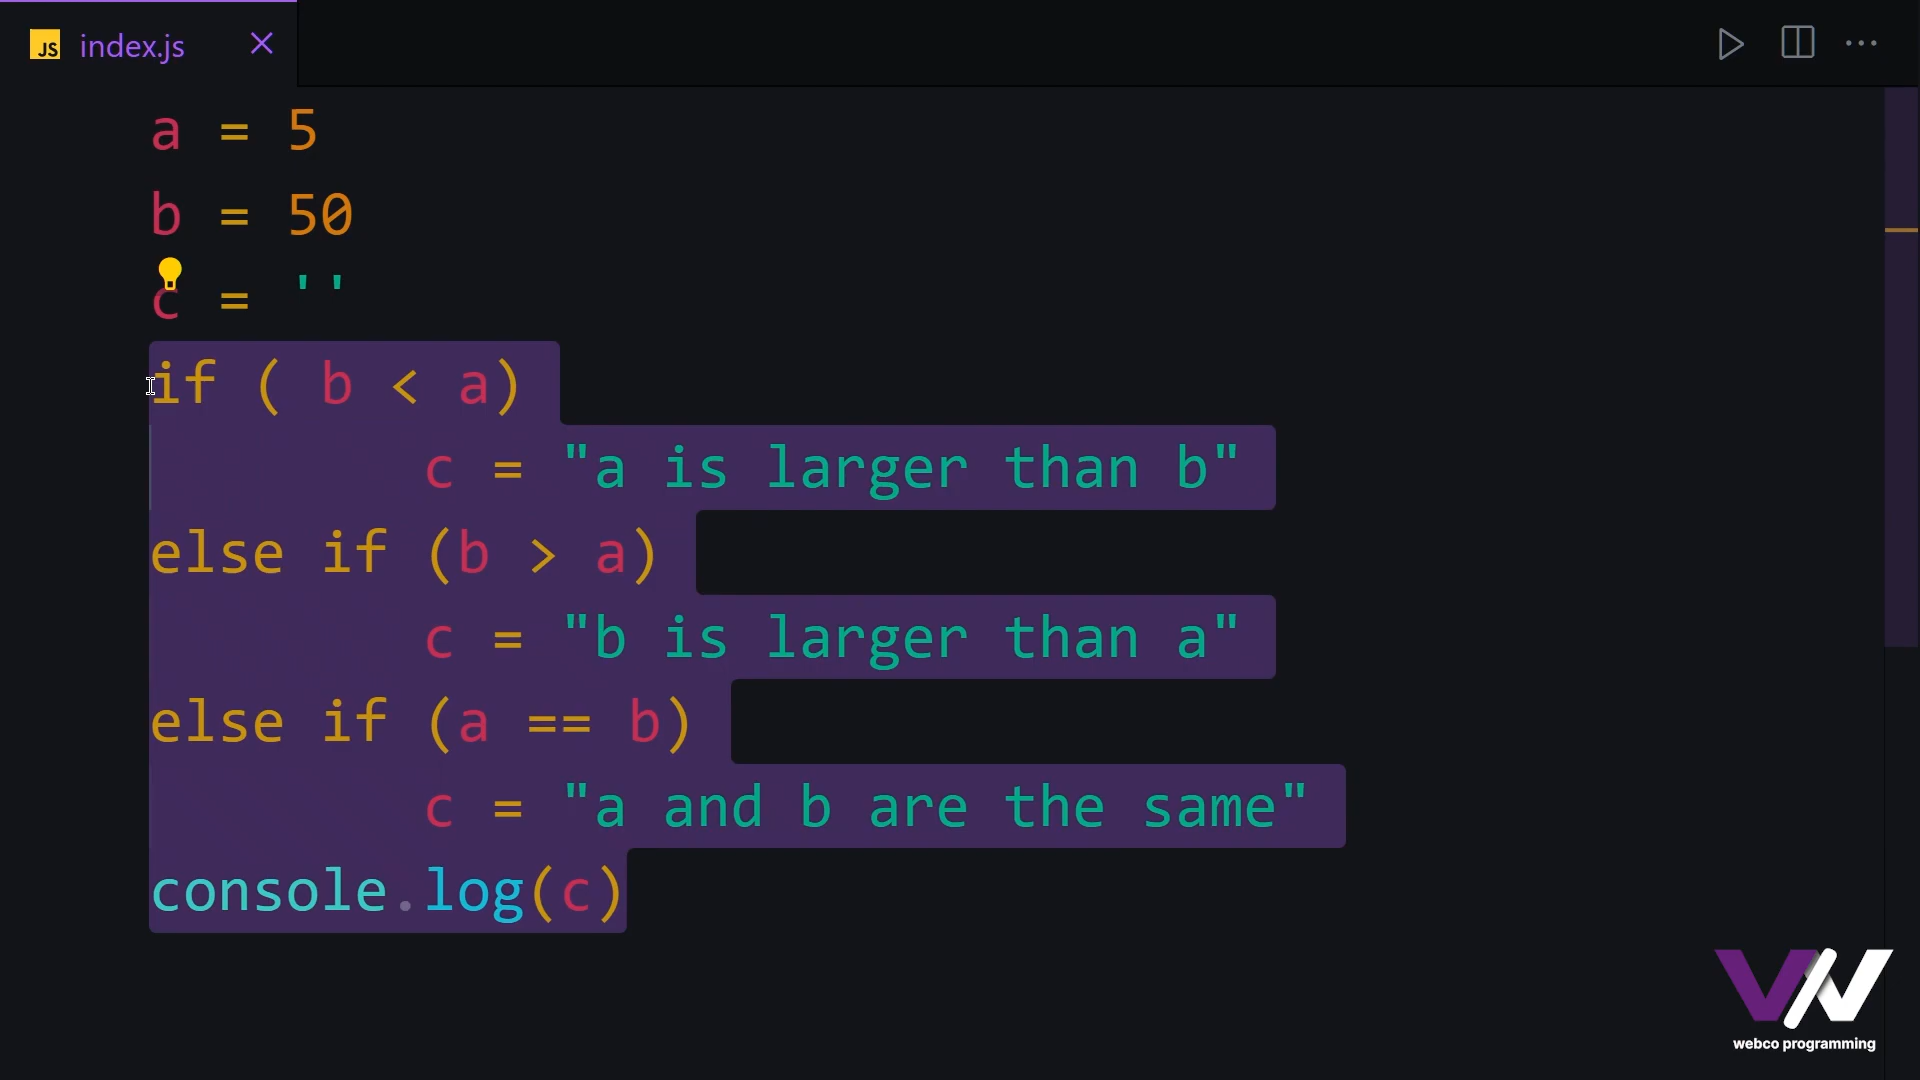 JS index.js
a = 5
b = 50
c = ''
if ( b < a)
        c = "a is larger than b"
else if (b > a)
        c = "b is larger than a"
else if (a == b)
        c = "a and b are the same"
console.log(c)
webco programming